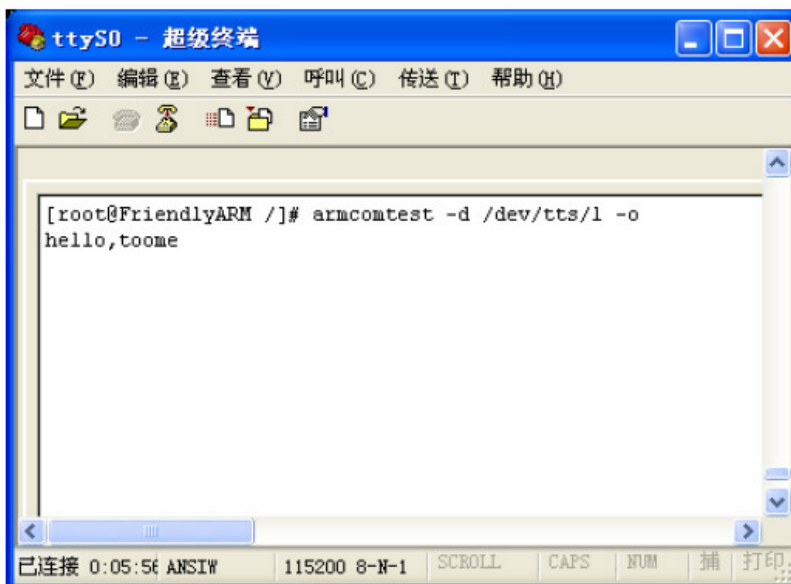 ttyS0 - 超级终端
文件(F) 编辑(E) 查看(V) 呼叫(C) 传送(T) 帮助(H)
[root@FriendlyARM /]# armcomtest -d /dev/tts/1 -o
hello,toome
已连接 0:05:56 ANSIW 115200 8-N-1 SCROLL CAPS NUM 捕 打印